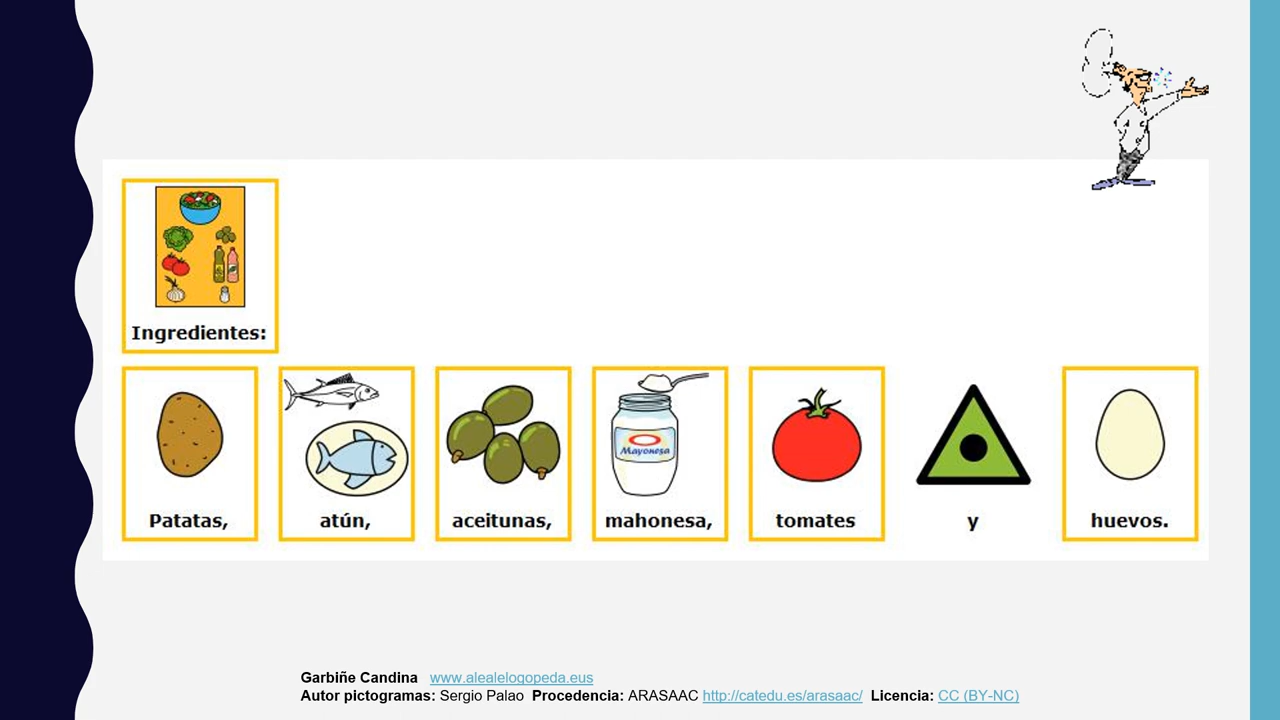 Ingredientes:
Mayonesa
Patatas, atún, aceitunas, mahonesa, tomates y huevos.
Garbiñe Candina www.alealelogopeda.eus
Autor pictogramas: Sergio Palao Procedencia: ARASAAC http://catedu.es/arasaac/ Licencia: CC (BY-NC)